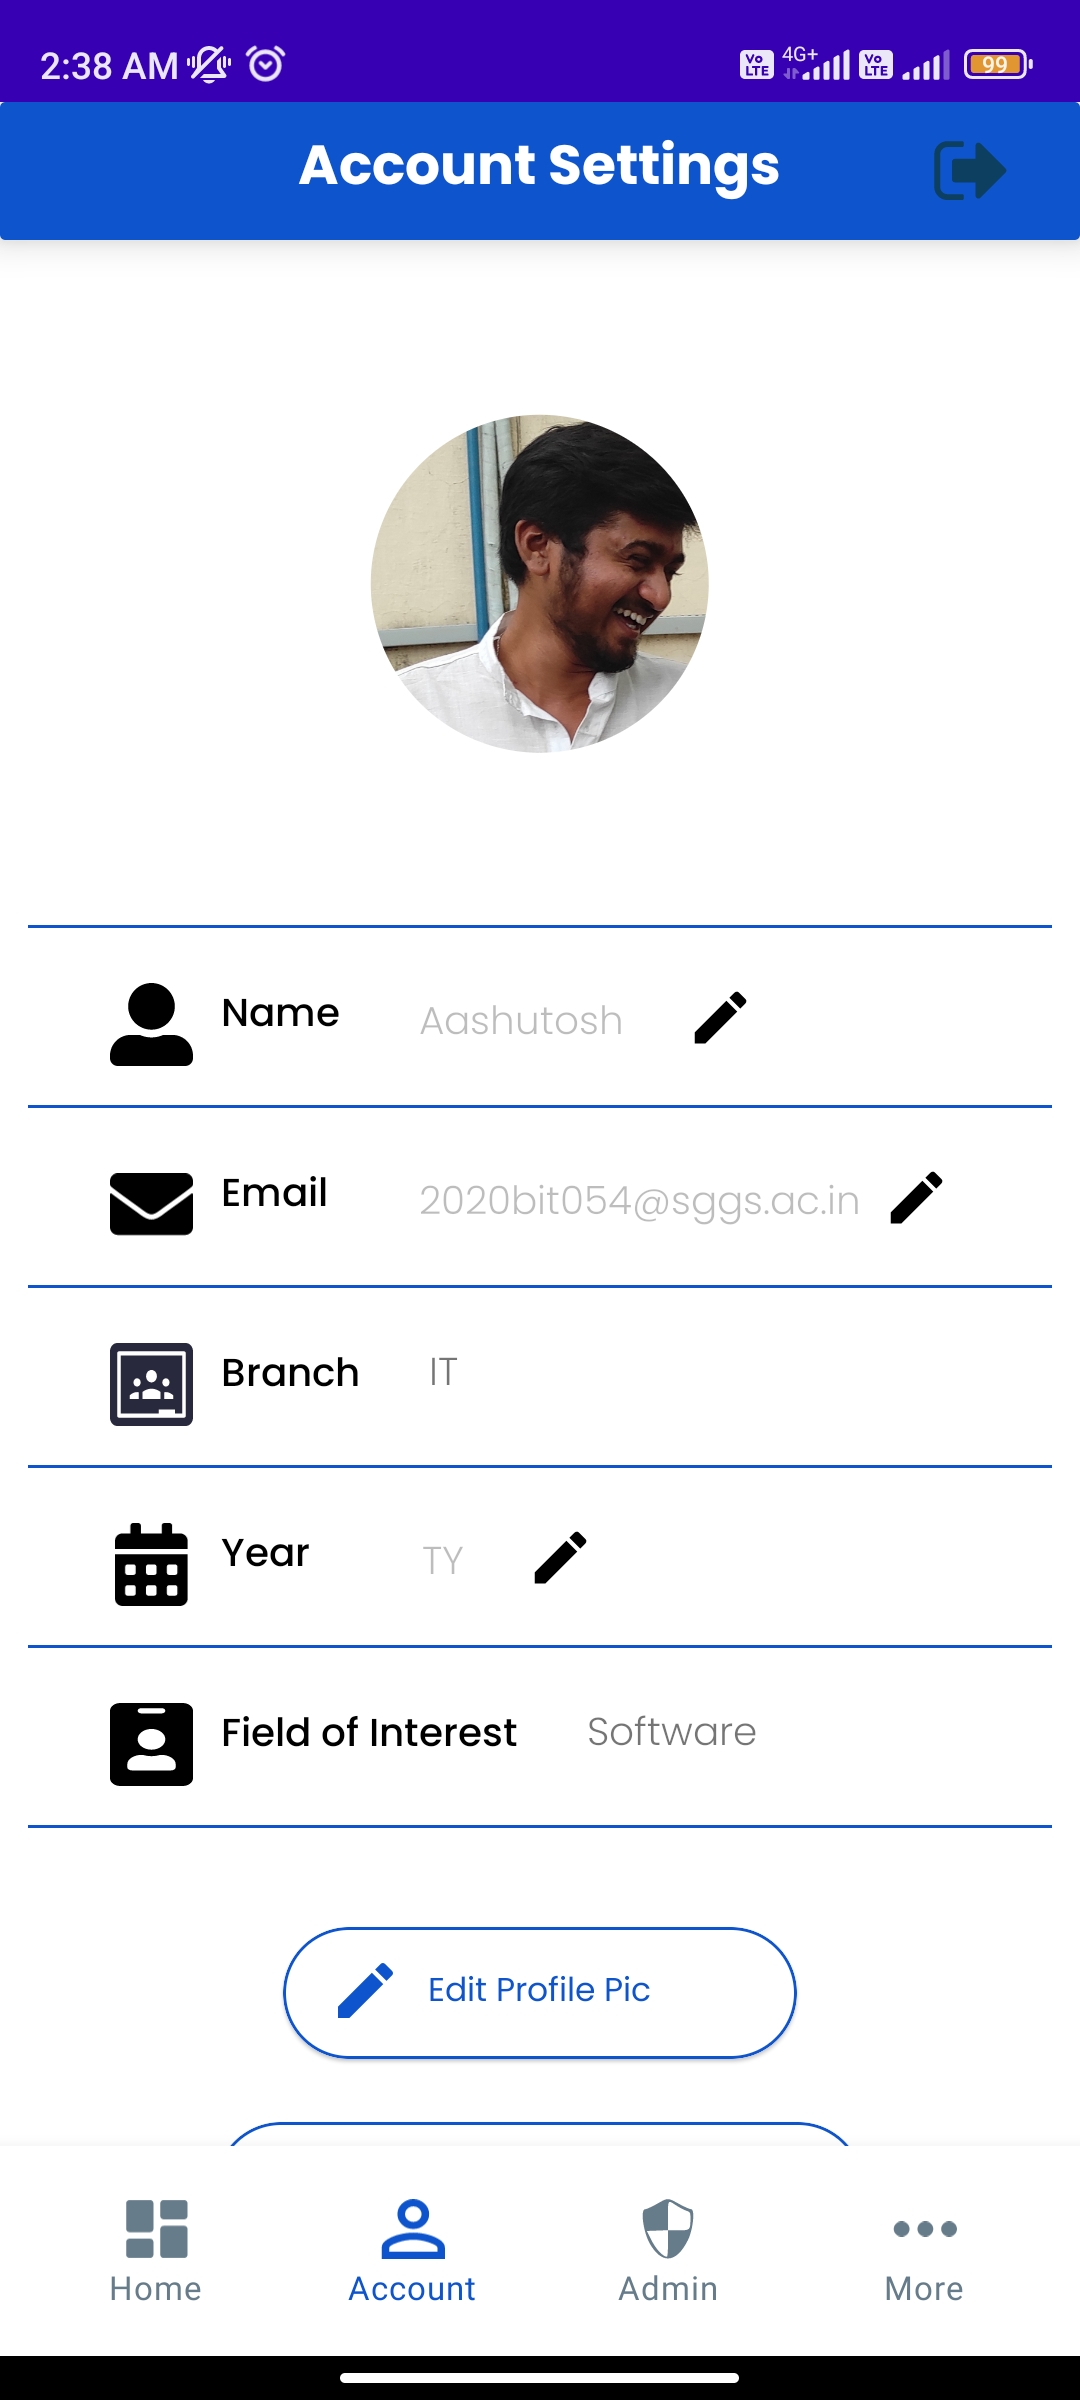 2:38 AM Vo LTE 4G+ Vo LTE 99
Account Settings
Name Aashutosh
Email 2020bit054@sggs.ac.in
Branch IT
Year TY
Field of Interest Software
Edit Profile Pic
Home Account Admin More